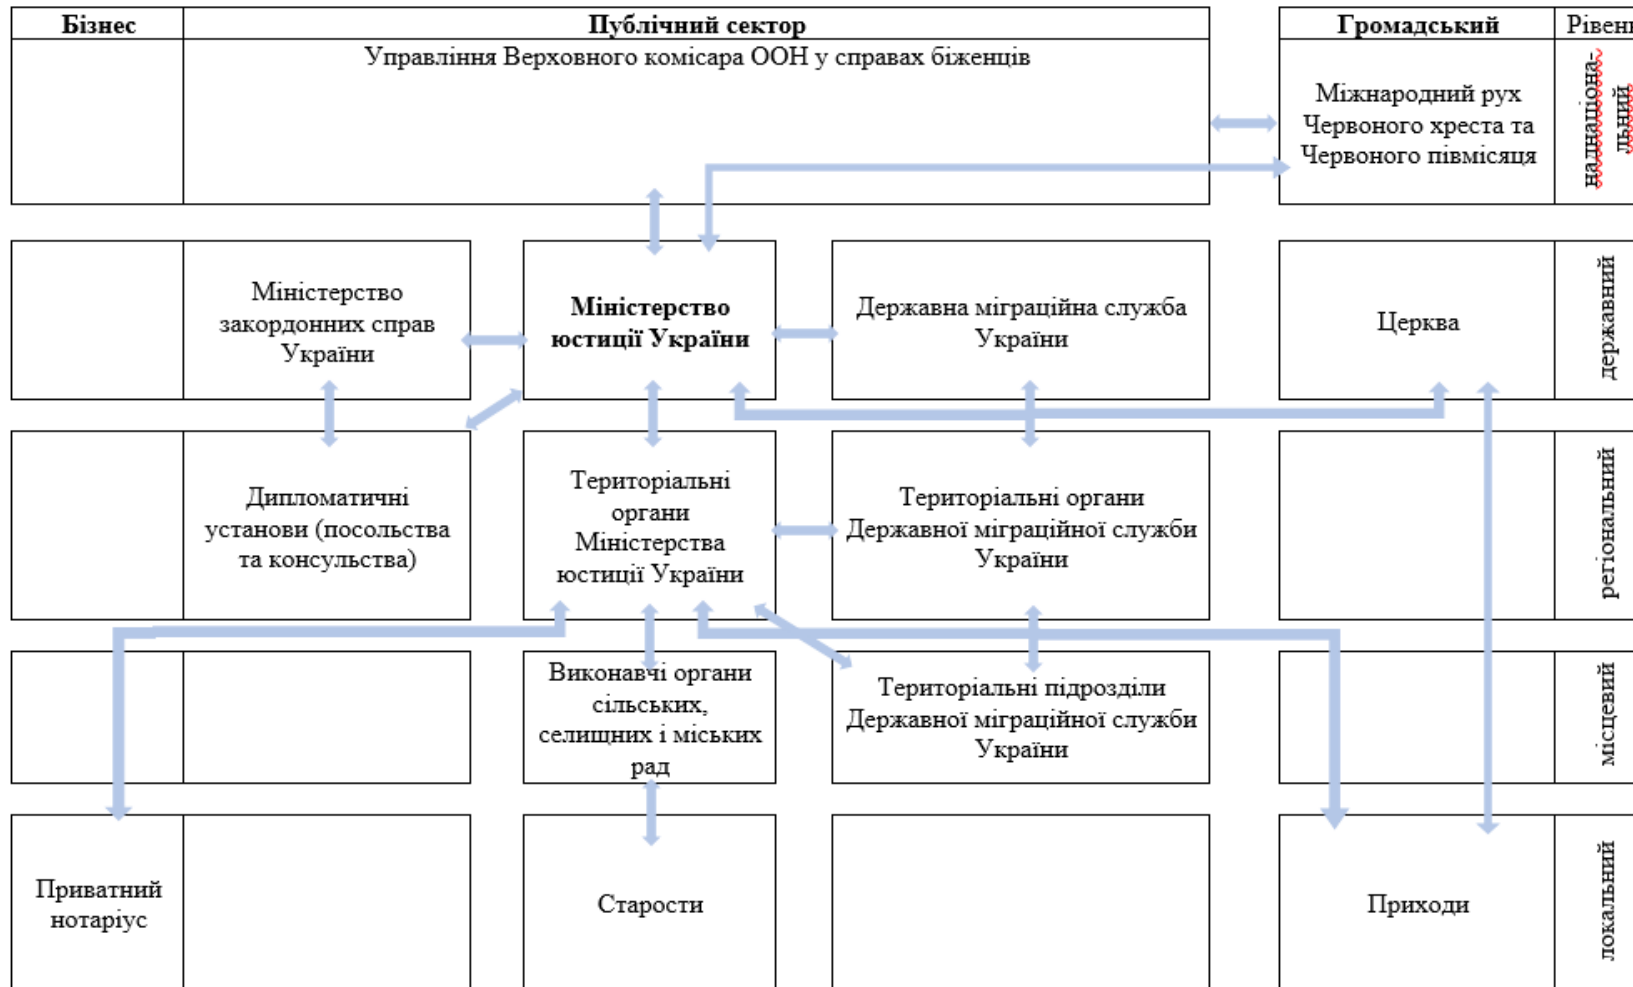 Бізнес
Публічний сектор
Громадський
Рівень
Управління Верховного комісара ООН у справах біженців
Міжнародний рух
Червоного хреста та
Червоного півмісяця
наднаціона-
льний
Міністерство
закордонних справ
України
Міністерство
юстиції України
Державна міграційна служба
України
Церква
державний
Дипломатичні
установи (посольства
та консульства)
Територіальні
органи
Міністерства
юстиції України
Територіальні органи
Державної міграційної служби
України
регіональний
Виконавчі органи
сільських,
селищних і міських
рад
Територіальні підрозділи
Державної міграційної служби
України
місцевий
Приватний
нотаріус
Старости
Приходи
локальний